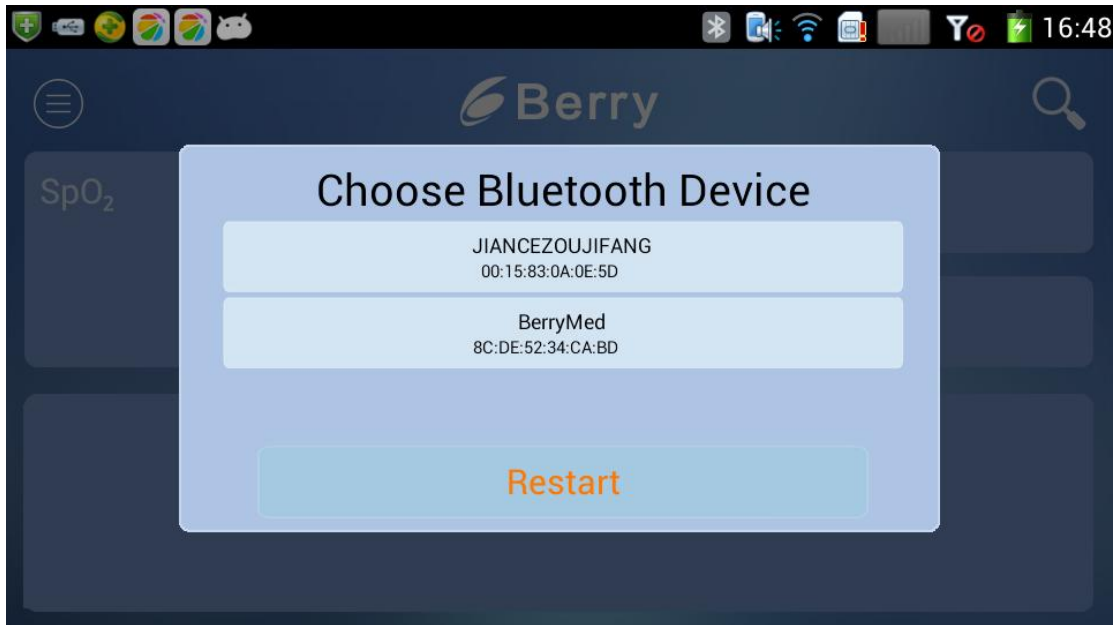 16:48
Berry
SpO₂
Choose Bluetooth Device
JIANCEZOUJIFANG
00:15:83:0A:0E:5D
BerryMed
8C:DE:52:34:CA:BD
Restart